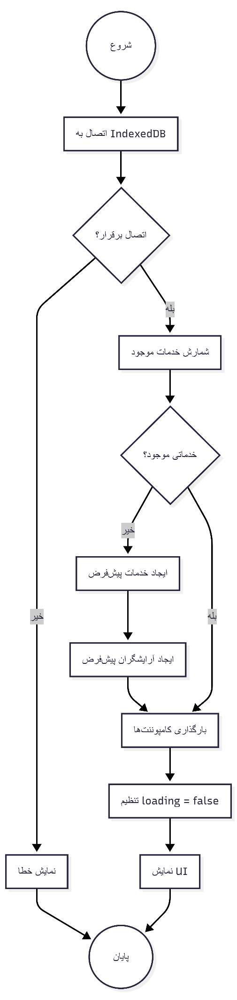 شروع
اتصال به IndexedDB
اتصال برقرار؟
بله
شمارش خدمات موجود
خدماتی موجود؟
خیر
ایجاد خدمات پیش‌فرض
خیر
بله
ایجاد آرایشگران پیش‌فرض
بارگذاری کامپوننت‌ها
تنظیم loading = false
نمایش خطا
نمایش UI
پایان